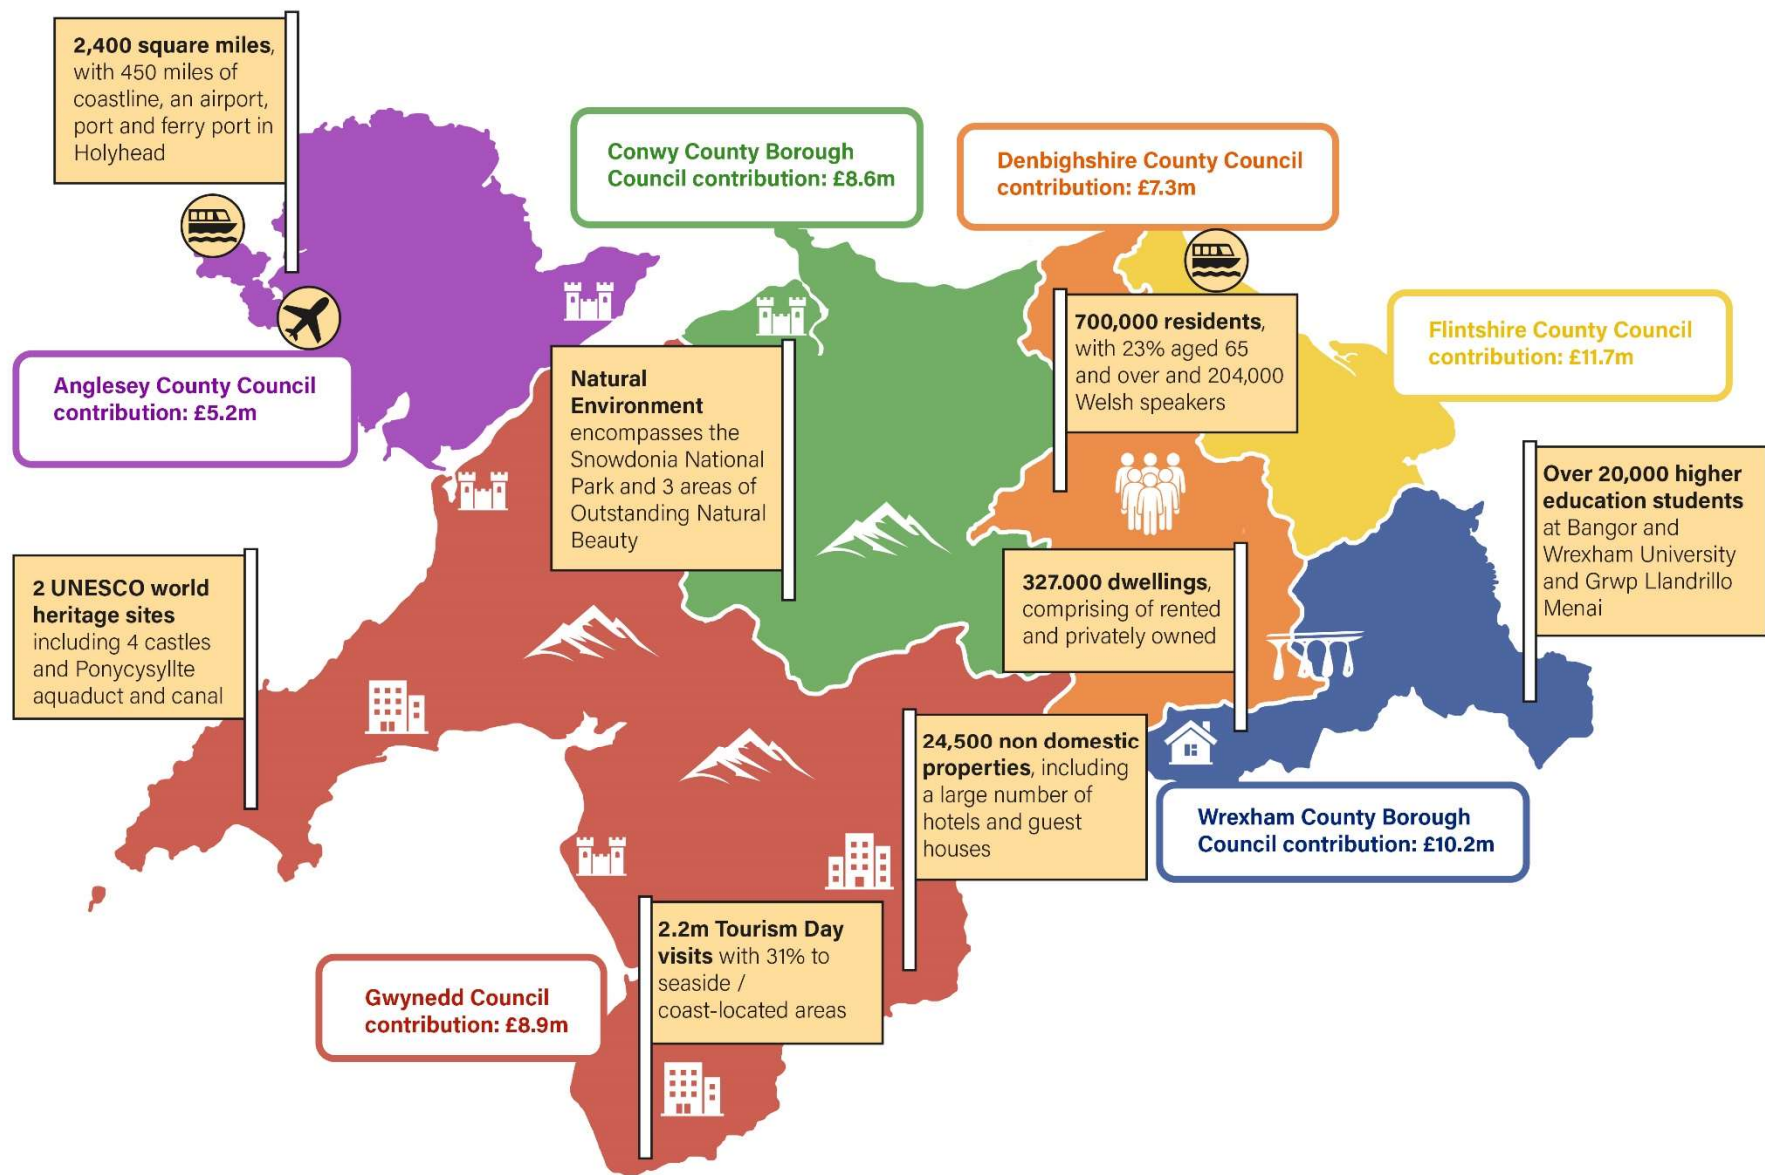 2,400 square miles,
with 450 miles of
coastline, an airport,
port and ferry port in
Holyhead
Conwy County Borough
Council contribution: £8.6m
Denbighshire County Council
contribution: £7.3m
Anglesey County Council
contribution: £5.2m
Natural
Environment
encompasses the
Snowdonia National
Park and 3 areas of
Outstanding Natural
Beauty
700,000 residents,
with 23% aged 65
and over and 204,000
Welsh speakers
Flintshire County Council
contribution: £11.7m
Over 20,000 higher
education students
at Bangor and
Wrexham University
and Grwp Llandrillo
Menai
2 UNESCO world
heritage sites
including 4 castles
and Ponycysyllte
aquaduct and canal
327.000 dwellings,
comprising of rented
and privately owned
24,500 non domestic
properties, including
a large number of
hotels and guest
houses
Wrexham County Borough
Council contribution: £10.2m
2.2m Tourism Day
visits with 31% to
seaside /
coast-located areas
Gwynedd Council
contribution: £8.9m